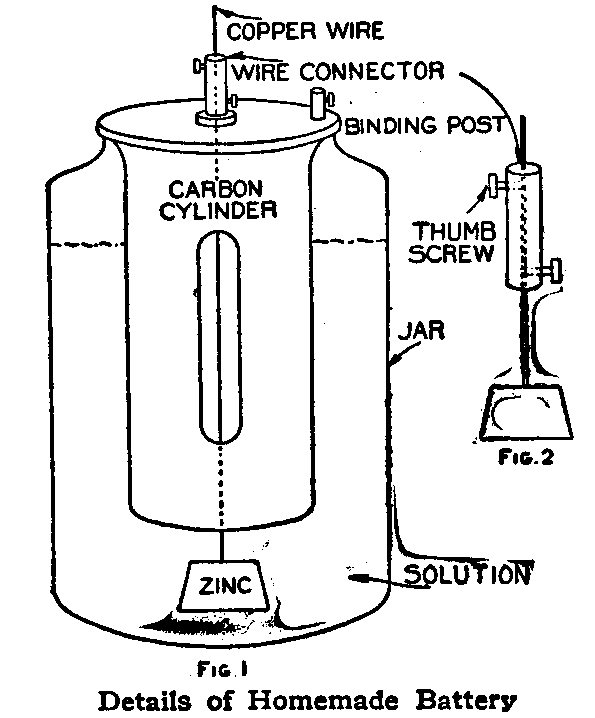 COPPER WIRE
WIRE CONNECTOR
BINDING POST
CARBON
CYLINDER
THUMB
SCREW
JAR
FIG. 2
ZINC
SOLUTION
FIG. 1
Details of Homemade Battery